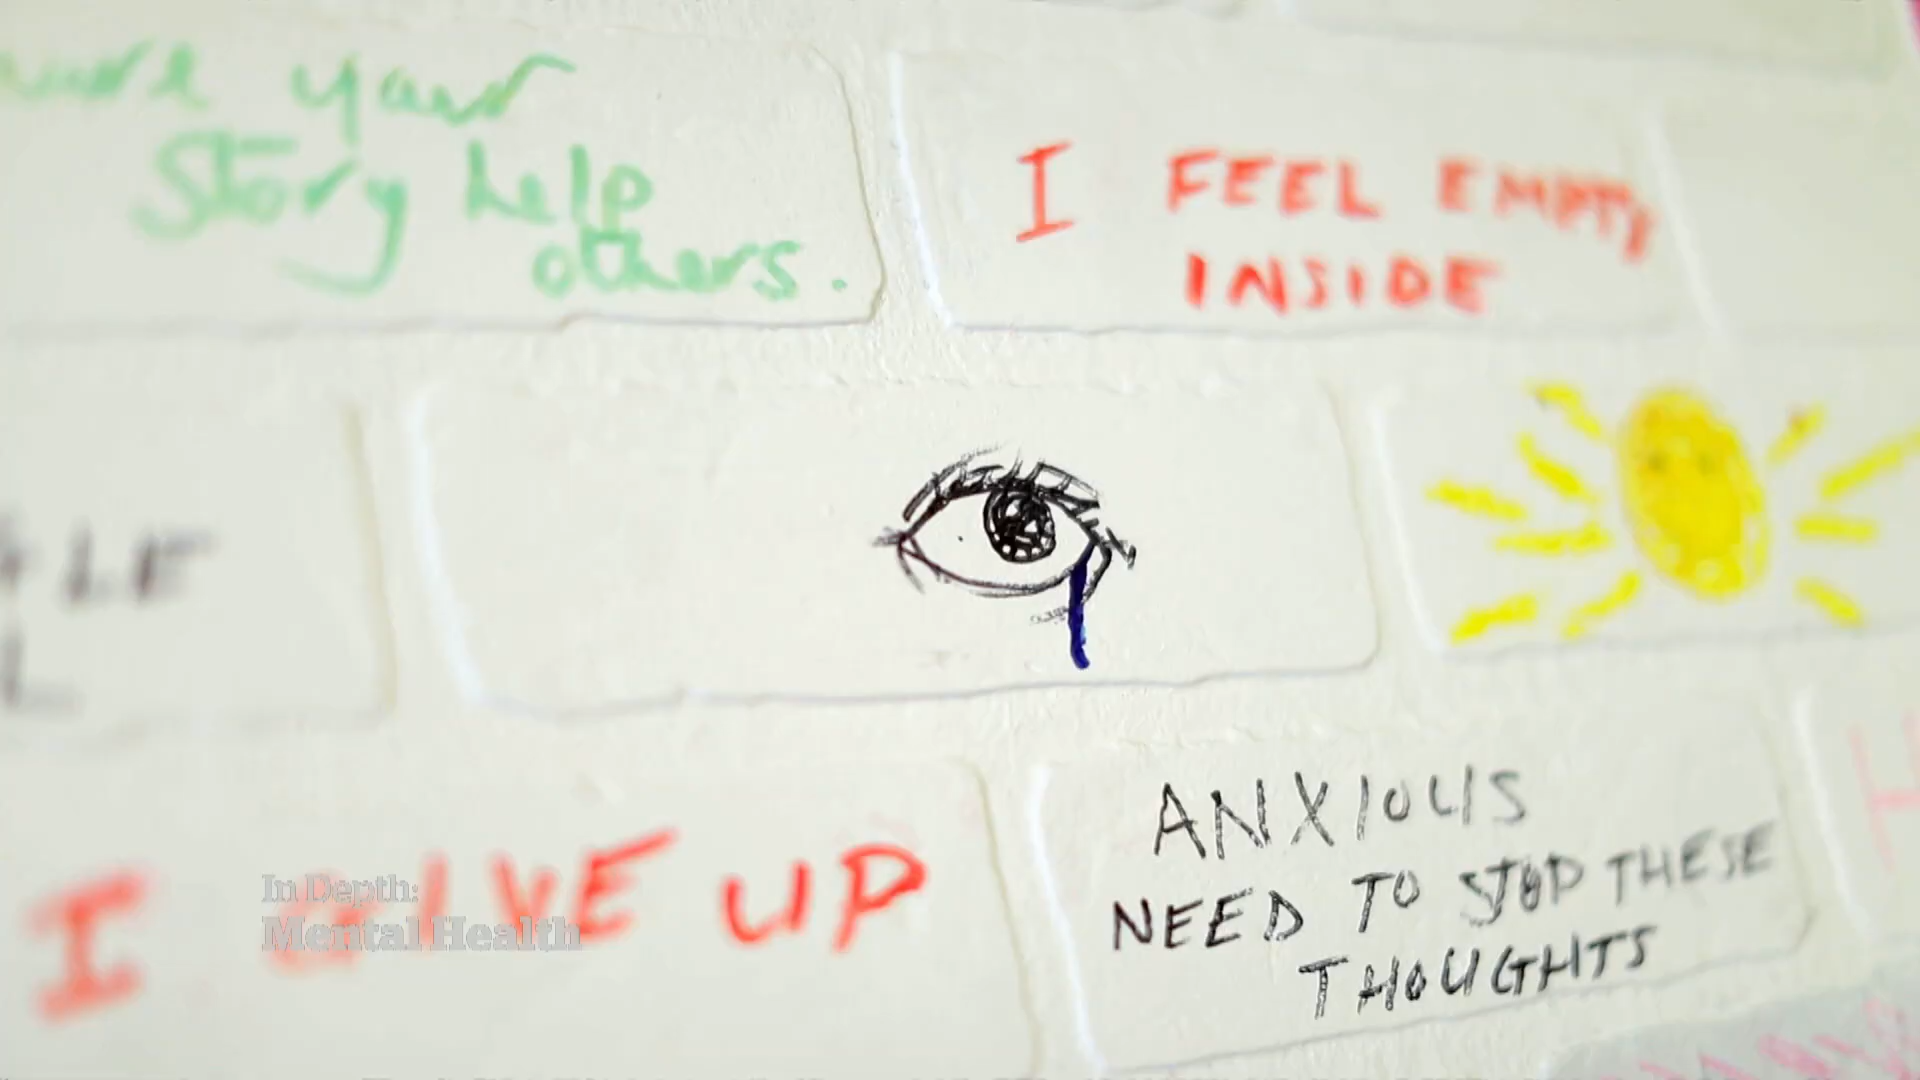 your
Story help
others.
I FEEL EMPTY
INSIDE
I GIVE UP
In Depth:
Mental Health
ANXIOUS
NEED TO STOP THESE
THOUGHTS